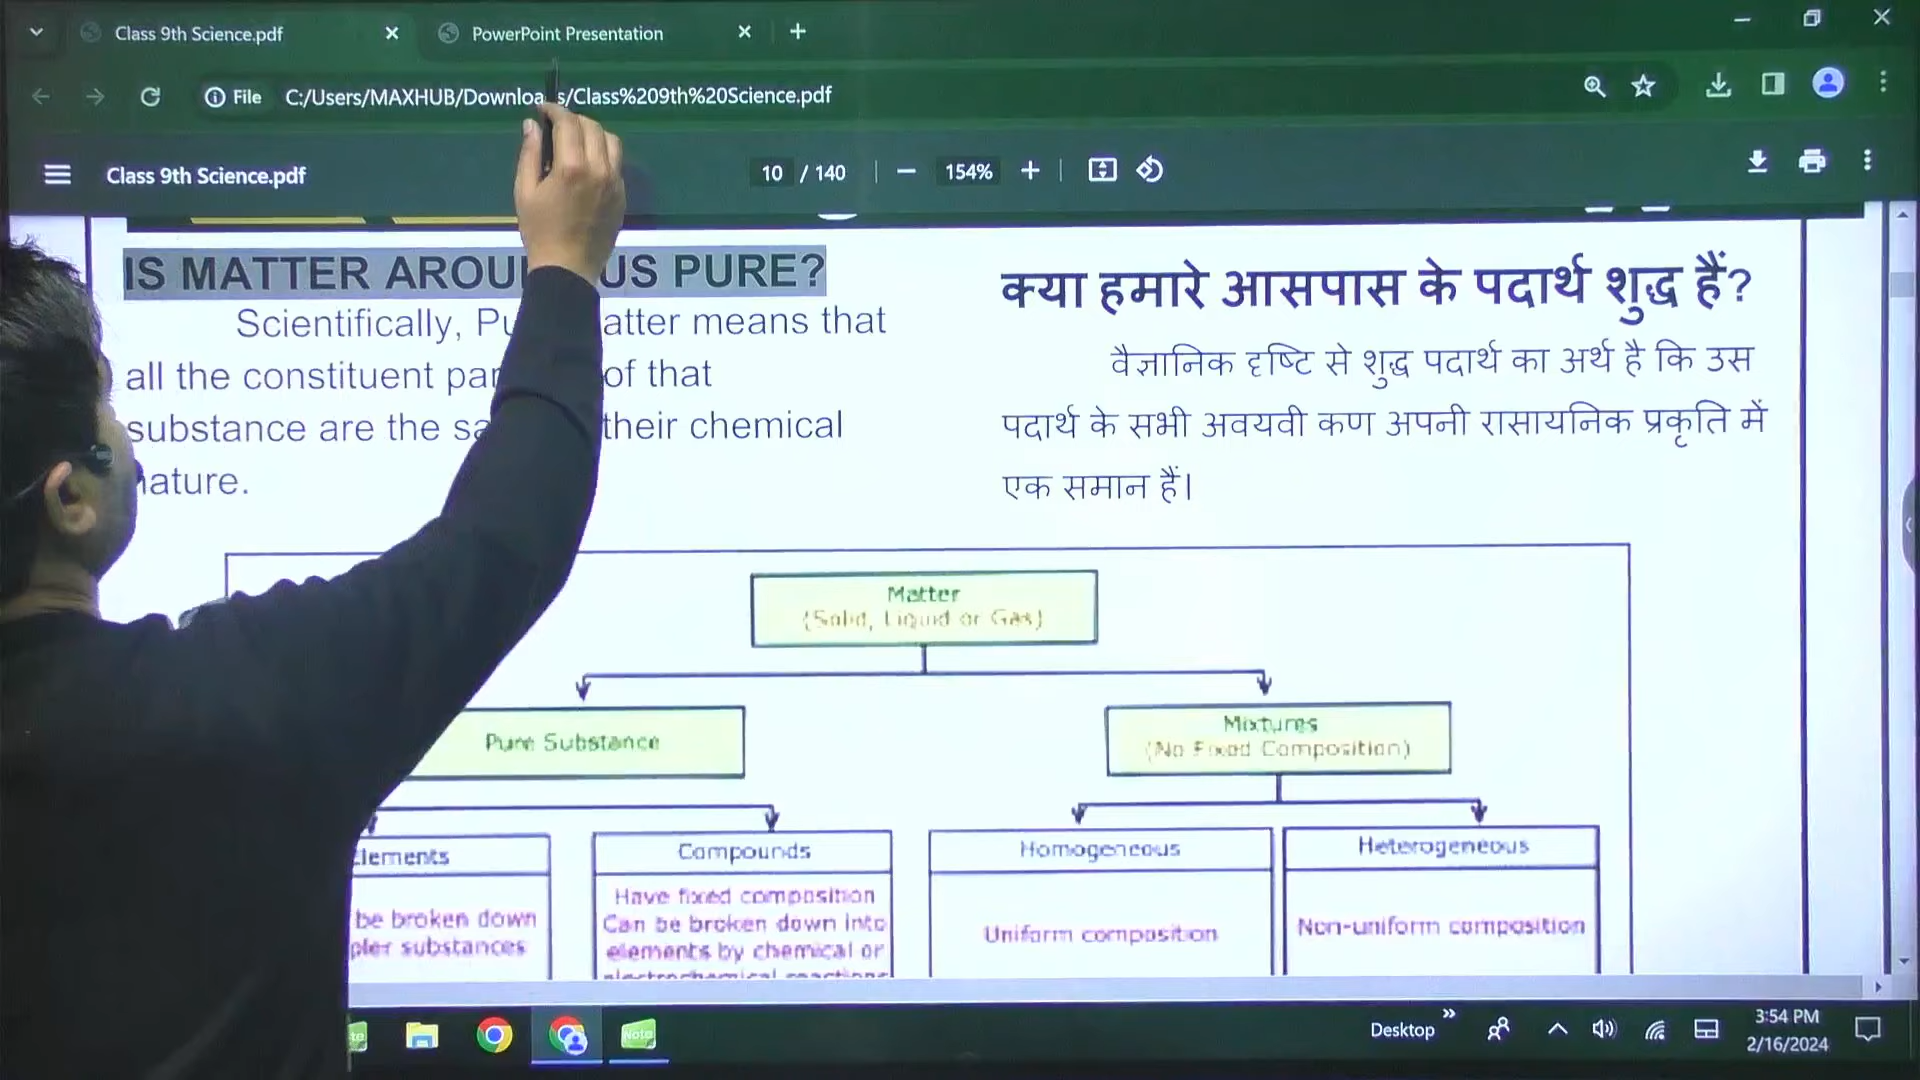 Class 9th Science.pdf
PowerPoint Presentation
File C:/Users/MAXHUB/Downloa s/Class%209th%20Science.pdf
Class 9th Science.pdf
10 / 140
154%
IS MATTER AROU US PURE?
Scientifically, Pu atter means that
all the constituent par of that
substance are the sa their chemical
nature.
क्या हमारे आसपास के पदार्थ शुद्ध हैं?
वैज्ञानिक दृष्टि से शुद्ध पदार्थ का अर्थ है कि उस
पदार्थ के सभी अवयवी कण अपनी रासायनिक प्रकृति में
एक समान हैं।
Matter
(Solid, Liquid or Gas)
Pure Substance
Mixtures
(No Fixed Composition)
Elements
be broken down
pler substances
Compounds
Have fixed composition
Can be broken down into
elements by chemical or
electrochemical reactions
Homogeneous
Uniform composition
Heterogeneous
Non-uniform composition
Note
Desktop
3:54 PM
2/16/2024